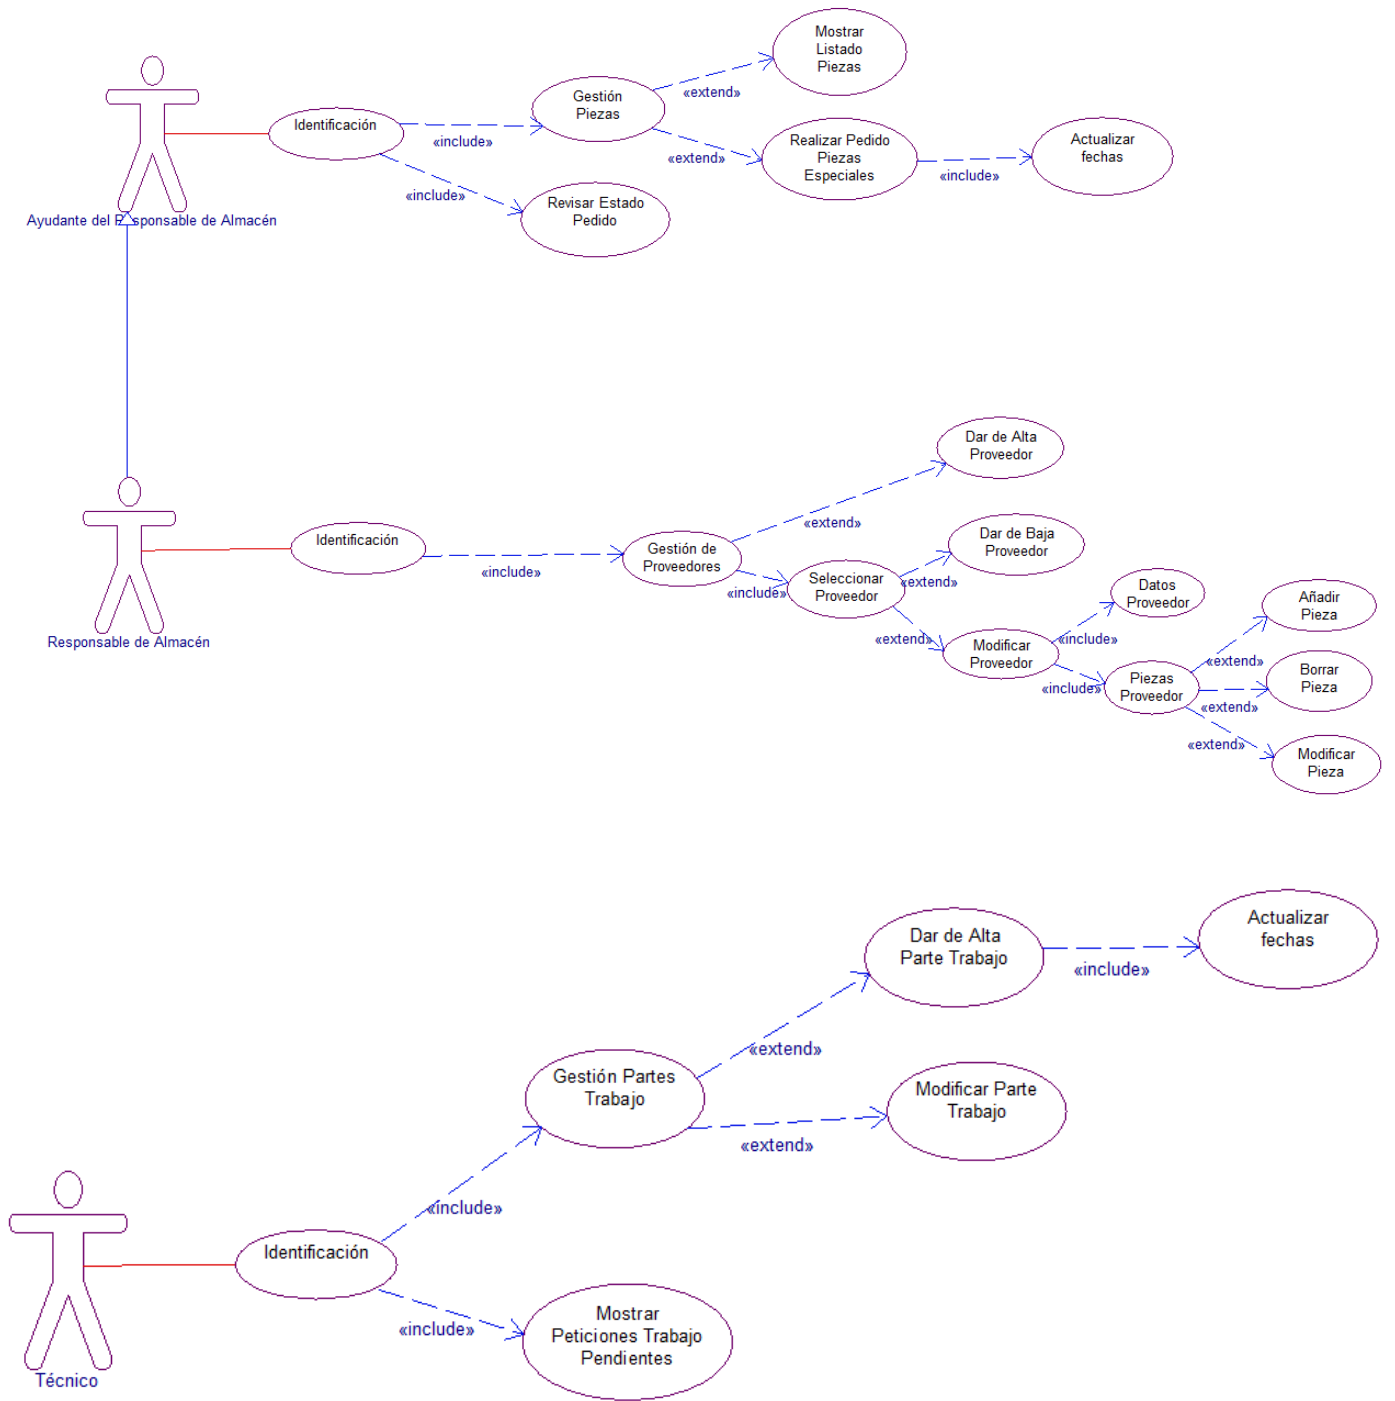 Mostrar
Listado
Piezas
«extend»
Gestión
Piezas
Identificación
«include»
«extend»
Realizar Pedido
Piezas
Especiales
«include»
Actualizar
fechas
«include»
Revisar Estado
Pedido
Ayudante del Responsable de Almacén
Dar de Alta
Proveedor
«extend»
Identificación
«include»
Gestión de
Proveedores
«include»
Seleccionar
Proveedor
«extend»
Dar de Baja
Proveedor
«extend»
Modificar
Proveedor
«include»
Datos
Proveedor
«include»
Piezas
Proveedor
«extend»
Añadir
Pieza
«extend»
Borrar
Pieza
«extend»
Modificar
Pieza
Responsable de Almacén
Dar de Alta
Parte Trabajo
«include»
Actualizar
fechas
«extend»
Gestión Partes
Trabajo
«extend»
Modificar Parte
Trabajo
«include»
Identificación
«include»
Mostrar
Peticiones Trabajo
Pendientes
Técnico